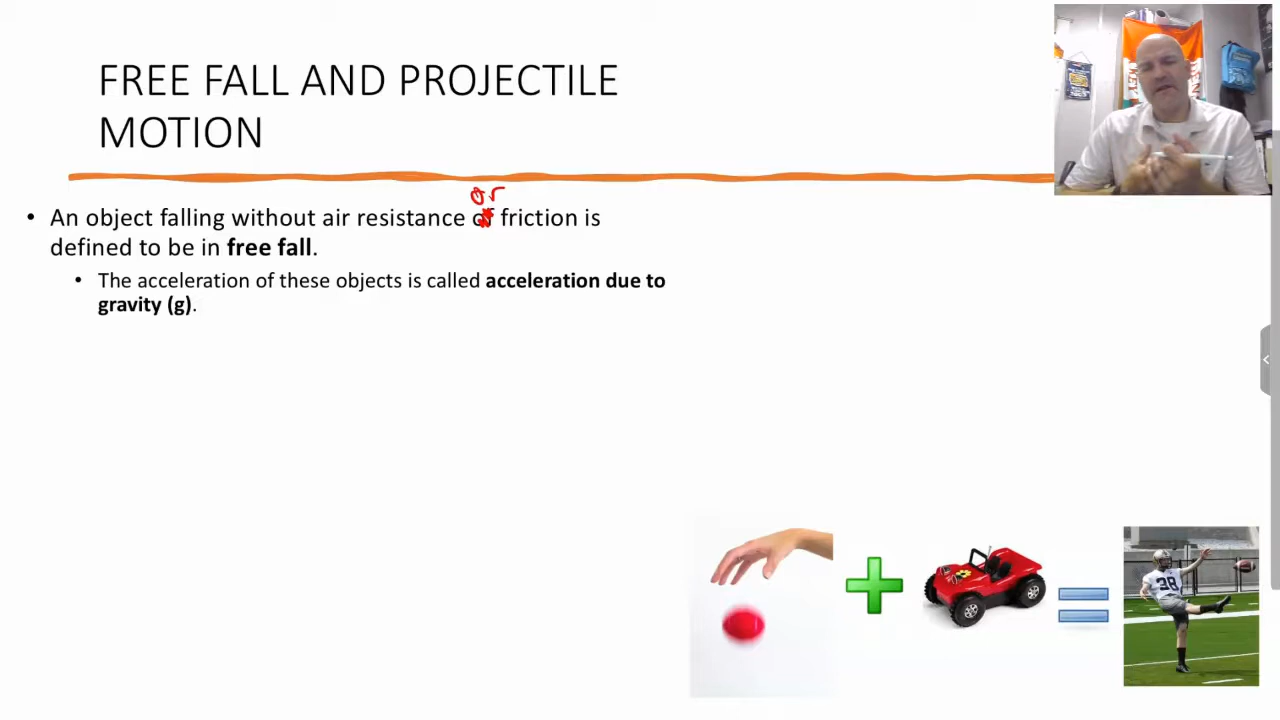 FREE FALL AND PROJECTILE
MOTION
or
• An object falling without air resistance of friction is
defined to be in free fall.
• The acceleration of these objects is called acceleration due to
gravity (g).
38